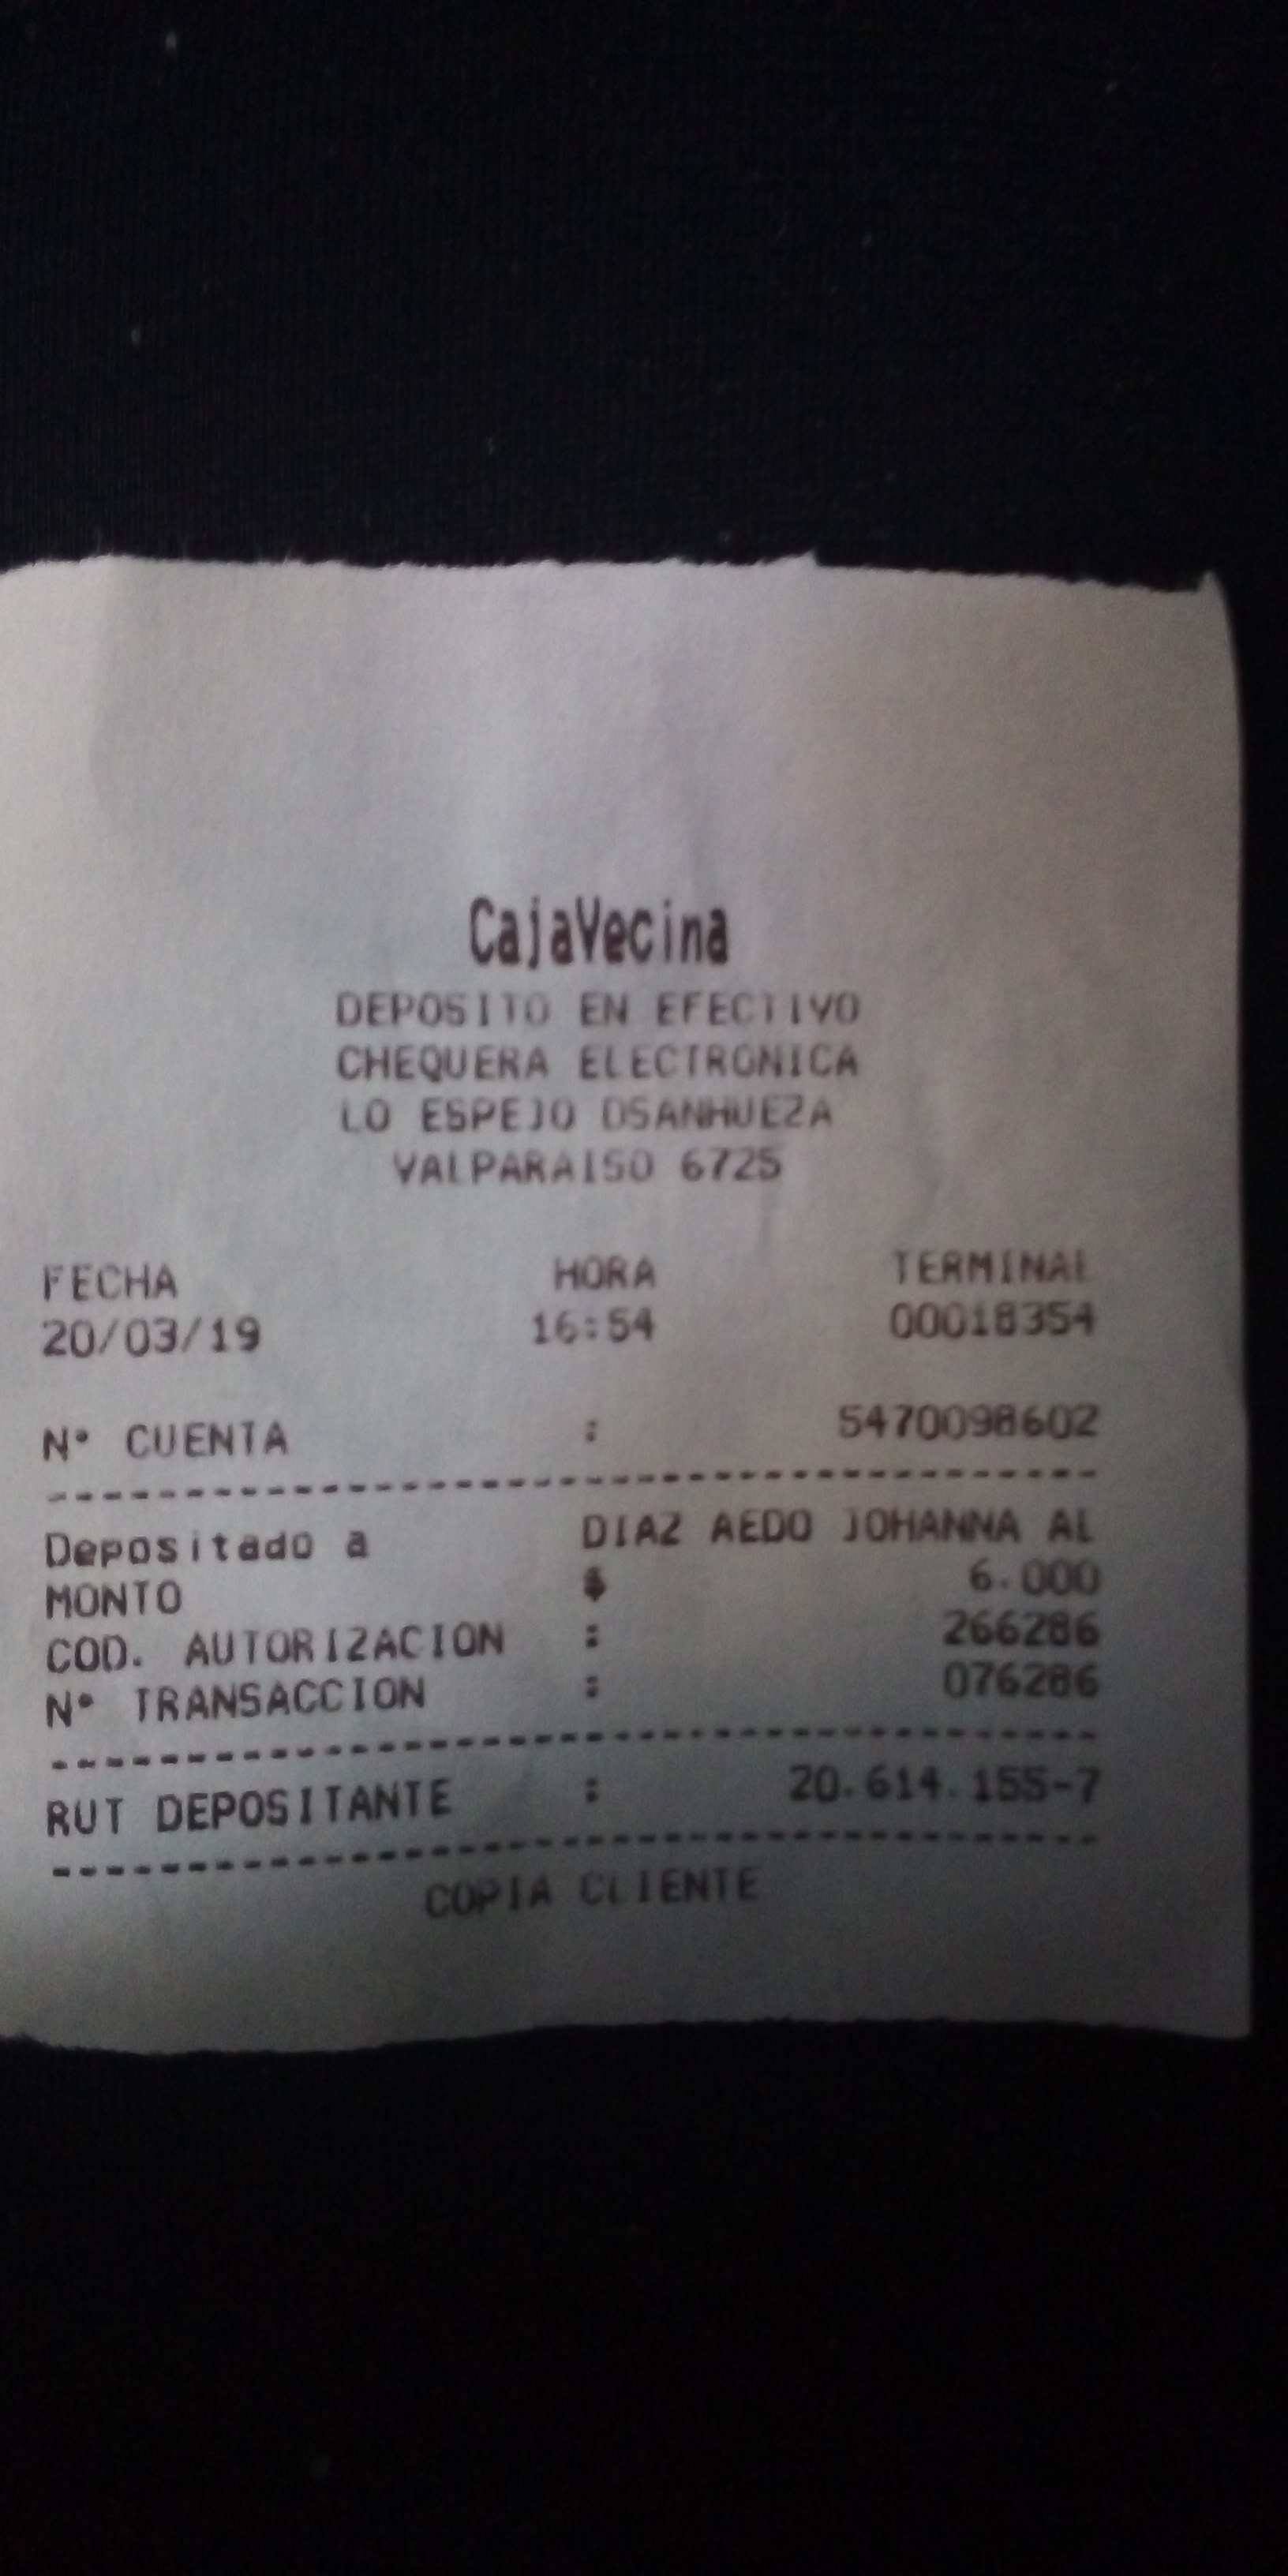 CajaVecina
DEPOSITO EN EFECTIVO
CHEQUERA ELECTRONICA
LO ESPEJO DSANHUEZA
VALPARAISO 6725
FECHA HORA TERMINAL
20/03/19 16:54 00018354
N° CUENTA : 5470098602
Depositado a DIAZ AEDO JOHANNA AL
MONTO $ 6.000
COD. AUTORIZACION : 266286
N° TRANSACCION : 076286
RUT DEPOSITANTE : 20.614.155-7
COPIA CLIENTE